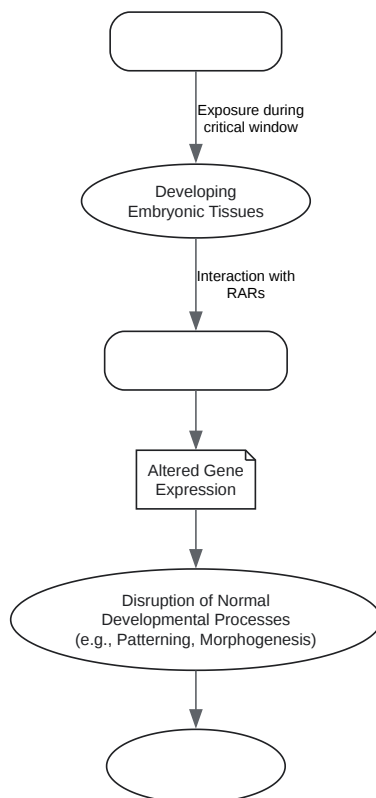 Exposure during
critical window
Developing
Embryonic Tissues
Interaction with
RARs
Altered Gene
Expression
Disruption of Normal
Developmental Processes
(e.g., Patterning, Morphogenesis)